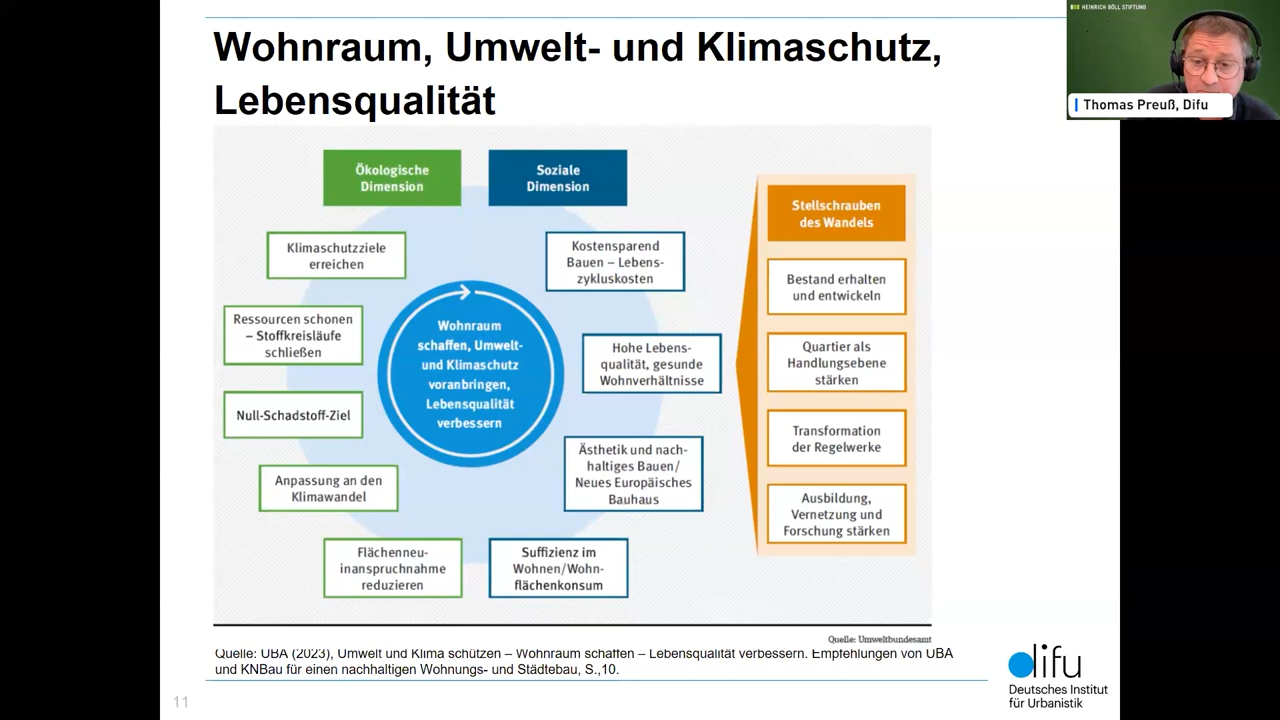 Wohnraum, Umwelt- und Klimaschutz,
Lebensqualität
HEINRICH BÖLL STIFTUNG
Thomas Preuß, Difu
Ökologische
Dimension
Soziale
Dimension
Klimaschutzziele
erreichen
Ressourcen schonen
– Stoffkreisläufe
schließen
Null-Schadstoff-Ziel
Anpassung an den
Klimawandel
Flächenneu-
inanspruchnahme
reduzieren
Wohnraum
schaffen, Umwelt-
und Klimaschutz
voranbringen,
Lebensqualität
verbessern
Kostensparend
Bauen – Lebens-
zykluskosten
Hohe Lebens-
qualität, gesunde
Wohnverhältnisse
Ästhetik und nach-
haltiges Bauen/
Neues Europäisches
Bauhaus
Suffizienz im
Wohnen/Wohn-
flächenkonsum
Stellschrauben
des Wandels
Bestand erhalten
und entwickeln
Quartier als
Handlungsebene
stärken
Transformation
der Regelwerke
Ausbildung,
Vernetzung und
Forschung stärken
Quelle: Umweltbundesamt
Quelle: UBA (2023), Umwelt und Klima schützen – Wohnraum schaffen – Lebensqualität verbessern. Empfehlungen von UBA
und KNBau für einen nachhaltigen Wohnungs- und Städtebau, S.,10.
difu
Deutsches Institut
für Urbanistik
11